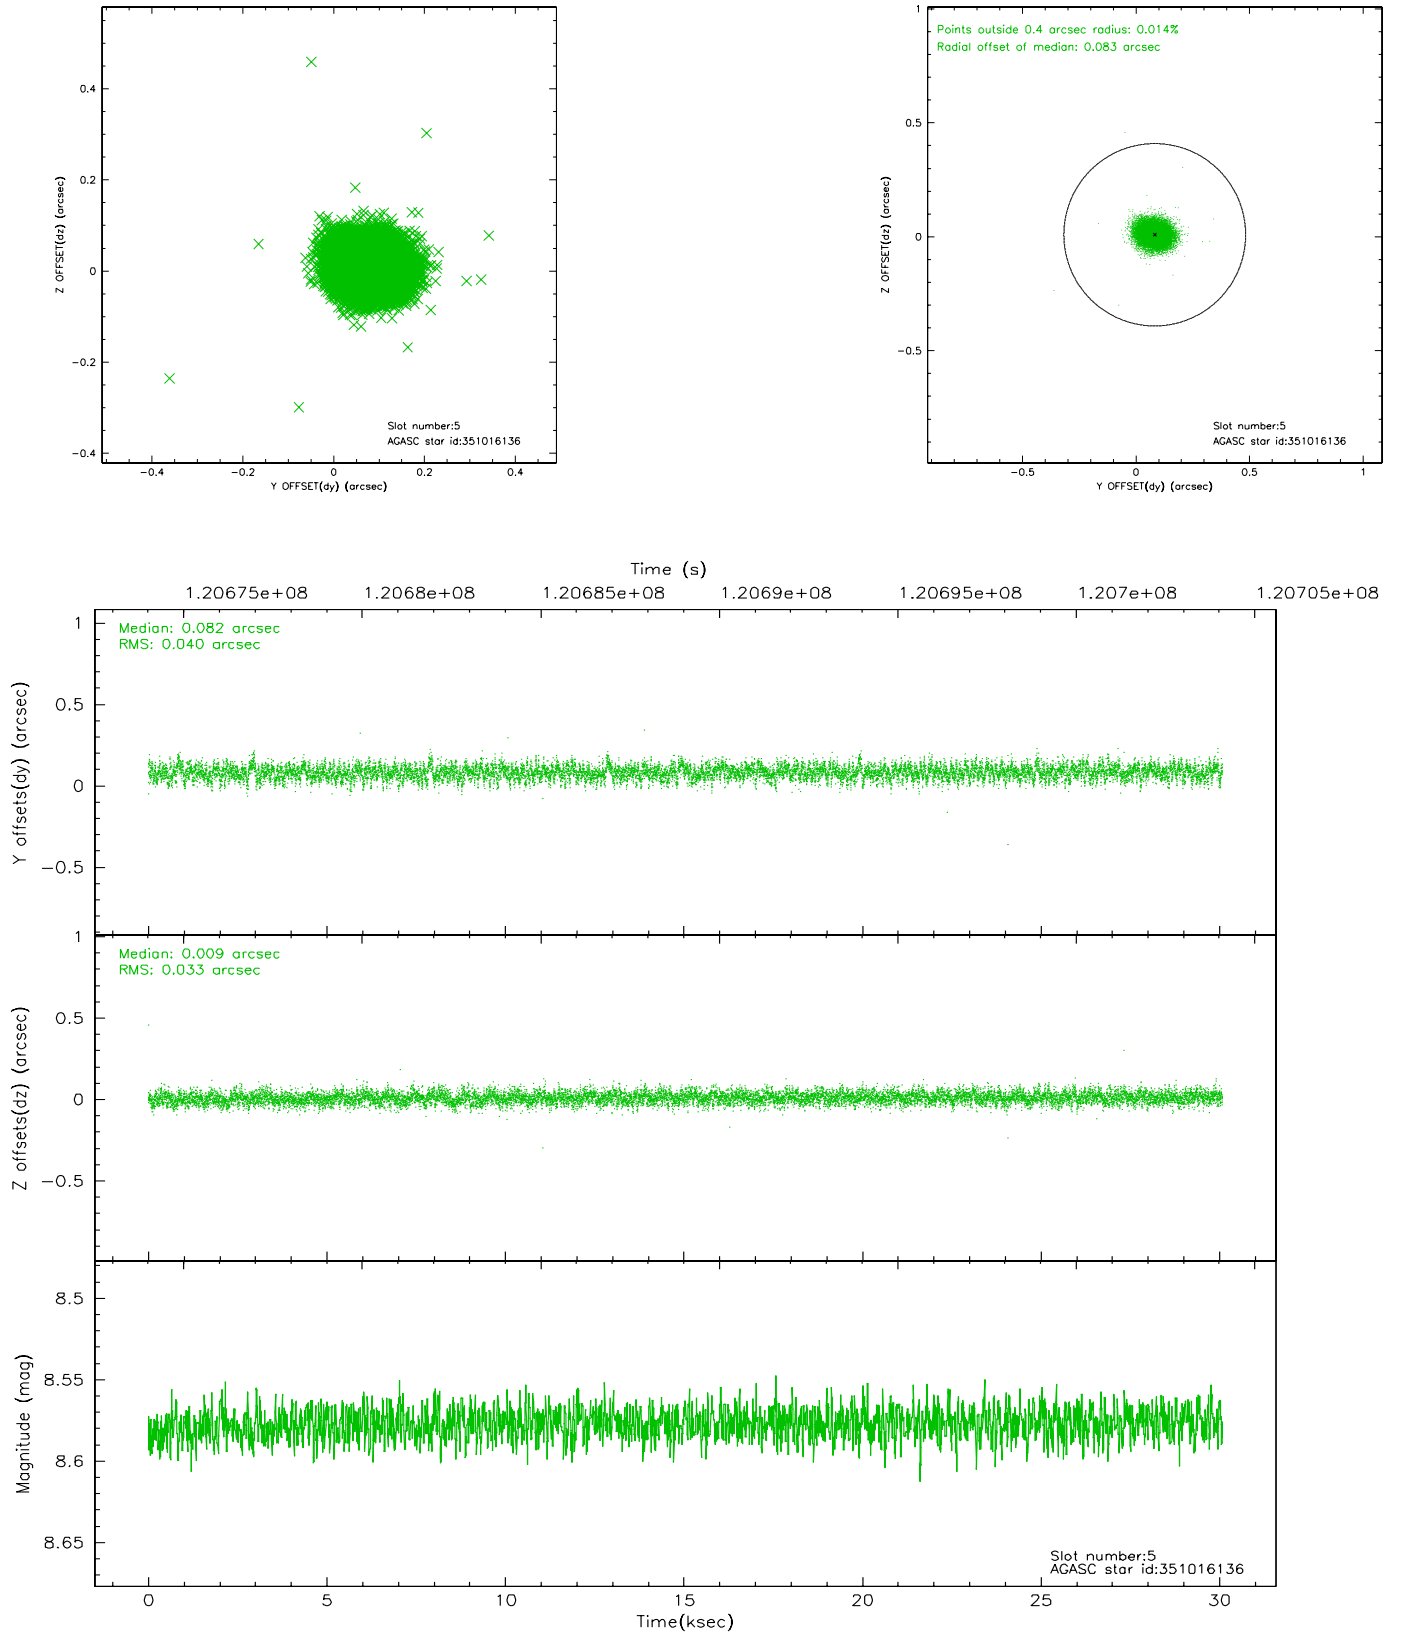 0.4
0.2
0
−0.2
−0.4
Z OFFSET(dz) (arcsec)
Slot number:5
AGASC star id:351016136
−0.4 −0.2 0 0.2 0.4
Y OFFSET(dy) (arcsec)
Points outside 0.4 arcsec radius: 0.014%
Radial offset of median: 0.083 arcsec
1
0.5
0
−0.5
Z OFFSET(dz) (arcsec)
Slot number:5
AGASC star id:351016136
−0.5 0 0.5 1
Y OFFSET(dy) (arcsec)
Time (s)
1.20675e+08 1.2068e+08 1.20685e+08 1.2069e+08 1.20695e+08 1.207e+08 1.20705e+08
Median: 0.082 arcsec
RMS: 0.040 arcsec
1
0.5
0
−0.5
Y offsets(dy) (arcsec)
Median: 0.009 arcsec
RMS: 0.033 arcsec
1
0.5
0
−0.5
Z offsets(dz) (arcsec)
8.5
8.55
8.6
8.65
Magnitude (mag)
Slot number:5
AGASC star id:351016136
0 5 10 15 20 25 30
Time(ksec)